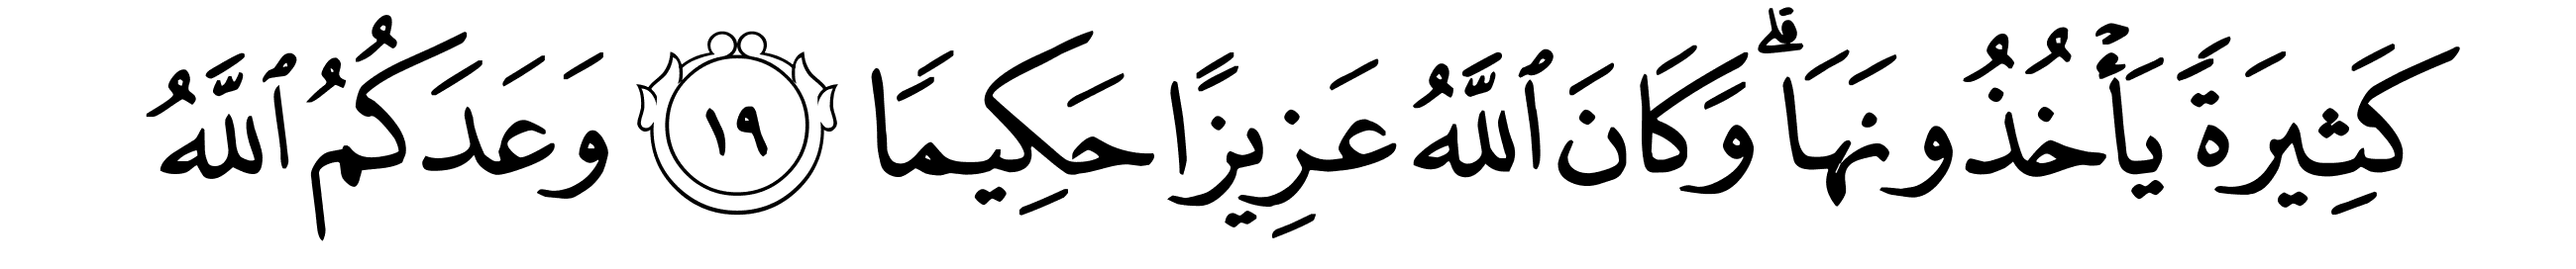 كَثِيرَةً يَأۡخُذُونَهَاۗ وَكَانَ ٱللَّهُ عَزِيزًا حَكِيمًا ١٩ وَعَدَكُمُ ٱللَّهُ